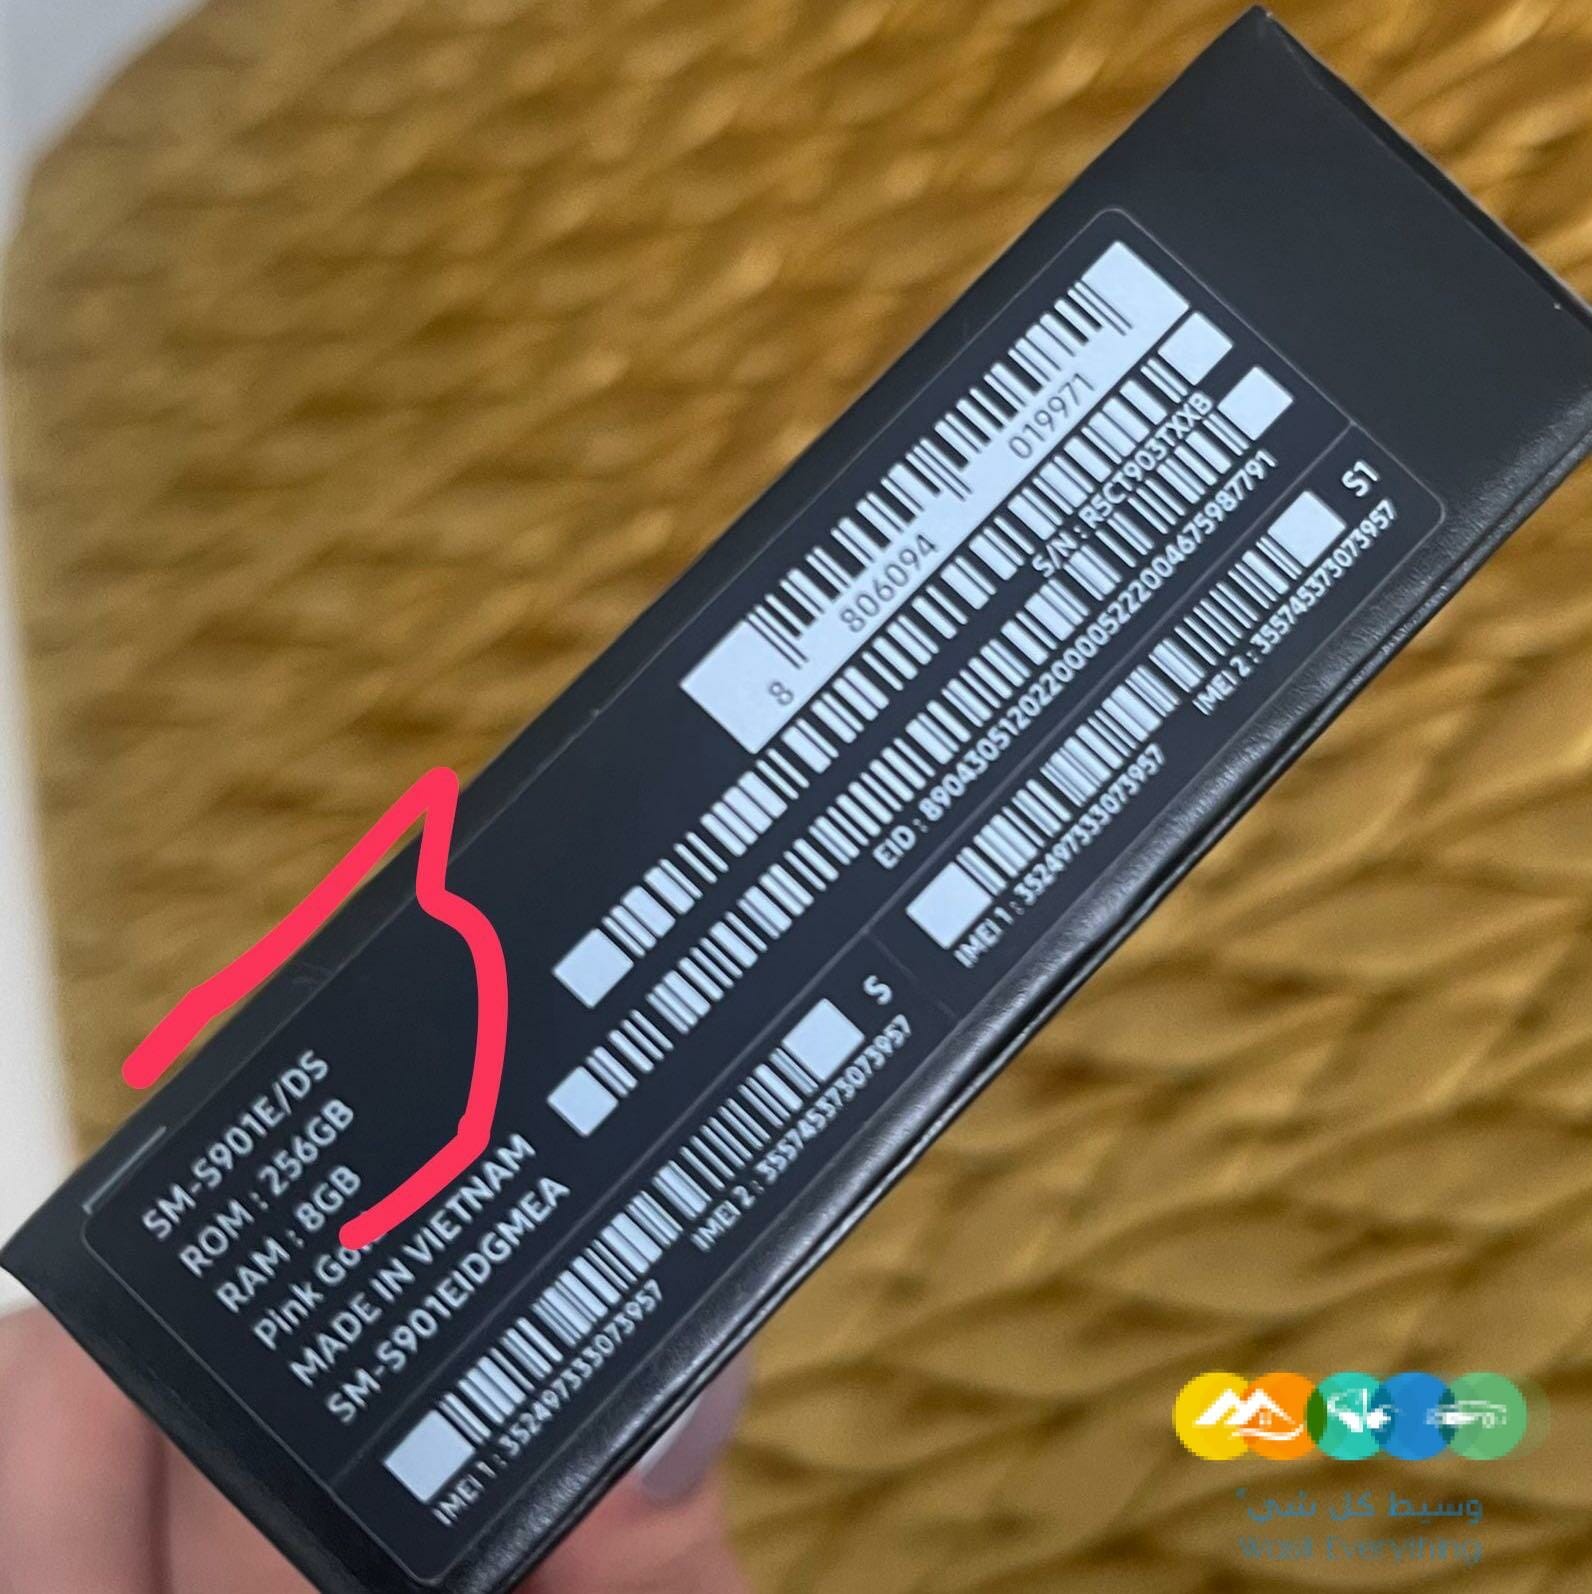 SM-S901E/DS
ROM : 256GB
RAM : 8GB
Pink
MADE IN VIETNAM
SM-S901EIDGMEA
8 806094 019971
S/N : R5CT903TXXB
EID : 89043051202200005222004675987791
S
IMEI 1 : 352497333073957
IMEI 2 : 355745373073957
S1
IMEI 1 : 352497333073957
IMEI 2 : 355745373073957
وسيط كل شيء
Wasit Everything